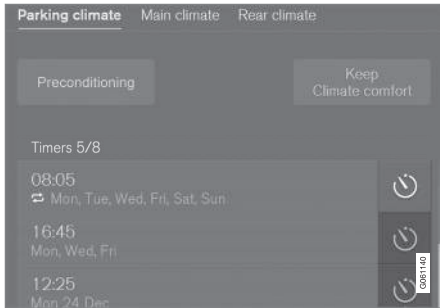 Parking climate Main climate Rear climate
Preconditioning
Keep
Climate comfort
Timers 5/8
08:05
Mon, Tue, Wed, Fri, Sat, Sun
16:45
Mon, Wed, Fri
12:25
Mon 24 Dec
G061140